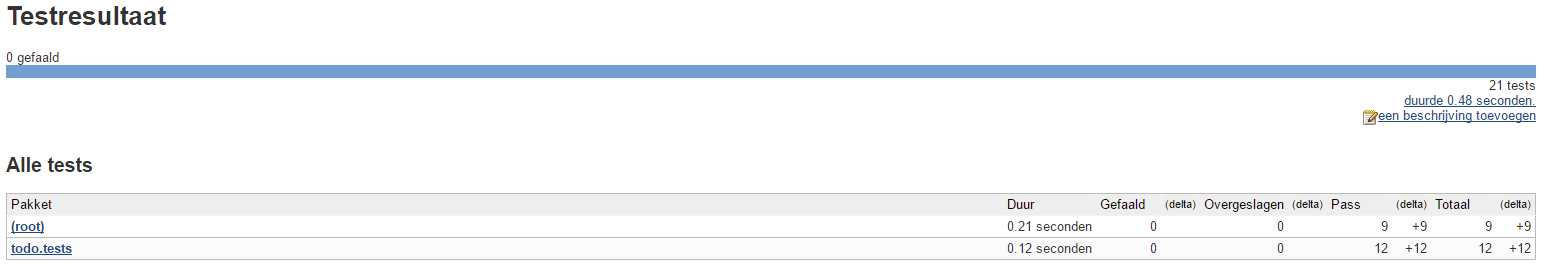 Testresultaat
0 gefaald
21 tests
duurde 0.48 seconden.
een beschrijving toevoegen
Alle tests
Pakket Duur Gefaald (delta) Overgeslagen (delta) Pass (delta) Totaal (delta)
(root) 0.21 seconden 0 0 9 +9 9 +9
todo.tests 0.12 seconden 0 0 12 +12 12 +12